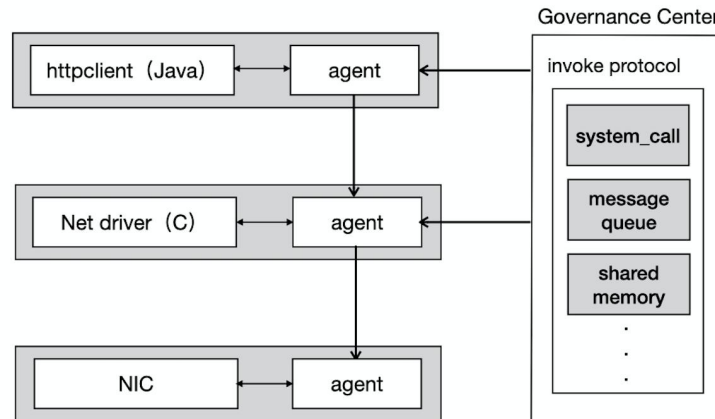 Governance Center
httpclient（Java）
agent
invoke protocol
system_call
message
queue
Net driver（C）
agent
shared
memory
NIC
agent